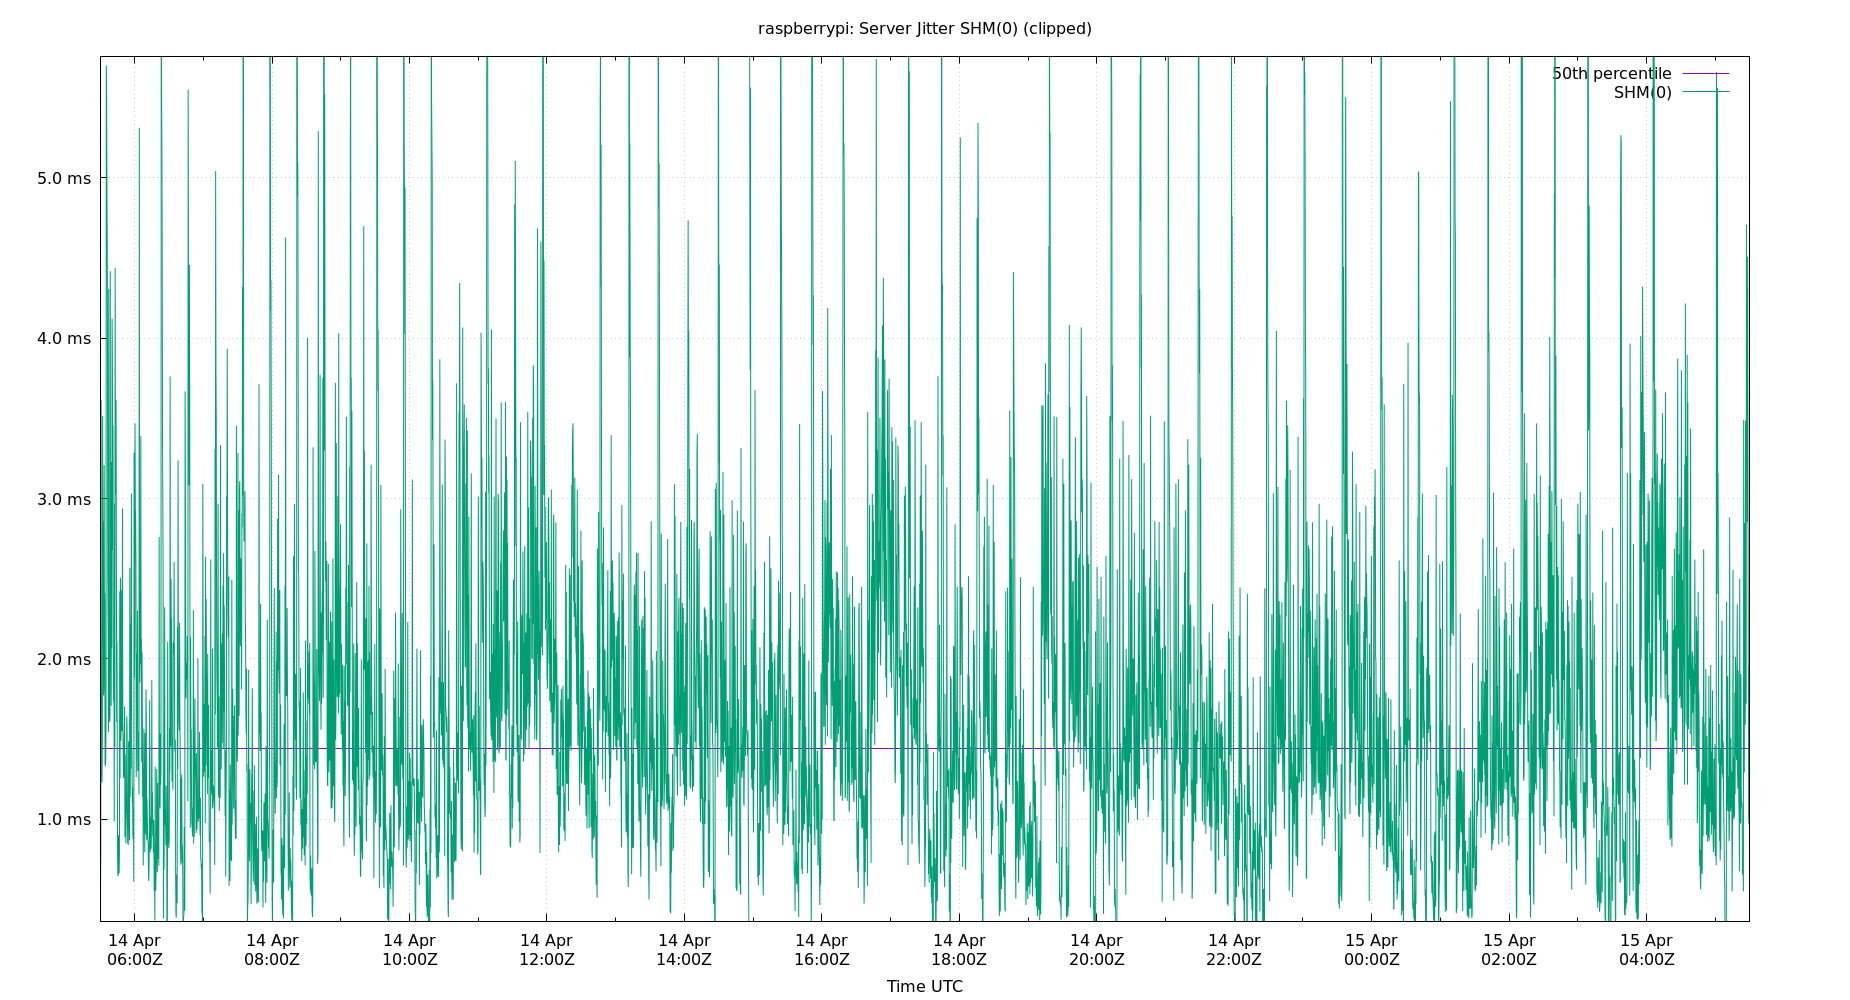 raspberrypi: Server Jitter SHM(0) (clipped)
50th percentile
SHM(0)
5.0 ms
4.0 ms
3.0 ms
2.0 ms
1.0 ms
14 Apr 14 Apr 14 Apr 14 Apr 14 Apr 14 Apr 14 Apr 14 Apr 14 Apr 15 Apr 15 Apr 15 Apr
06:00Z 08:00Z 10:00Z 12:00Z 14:00Z 16:00Z 18:00Z 20:00Z 22:00Z 00:00Z 02:00Z 04:00Z
Time UTC